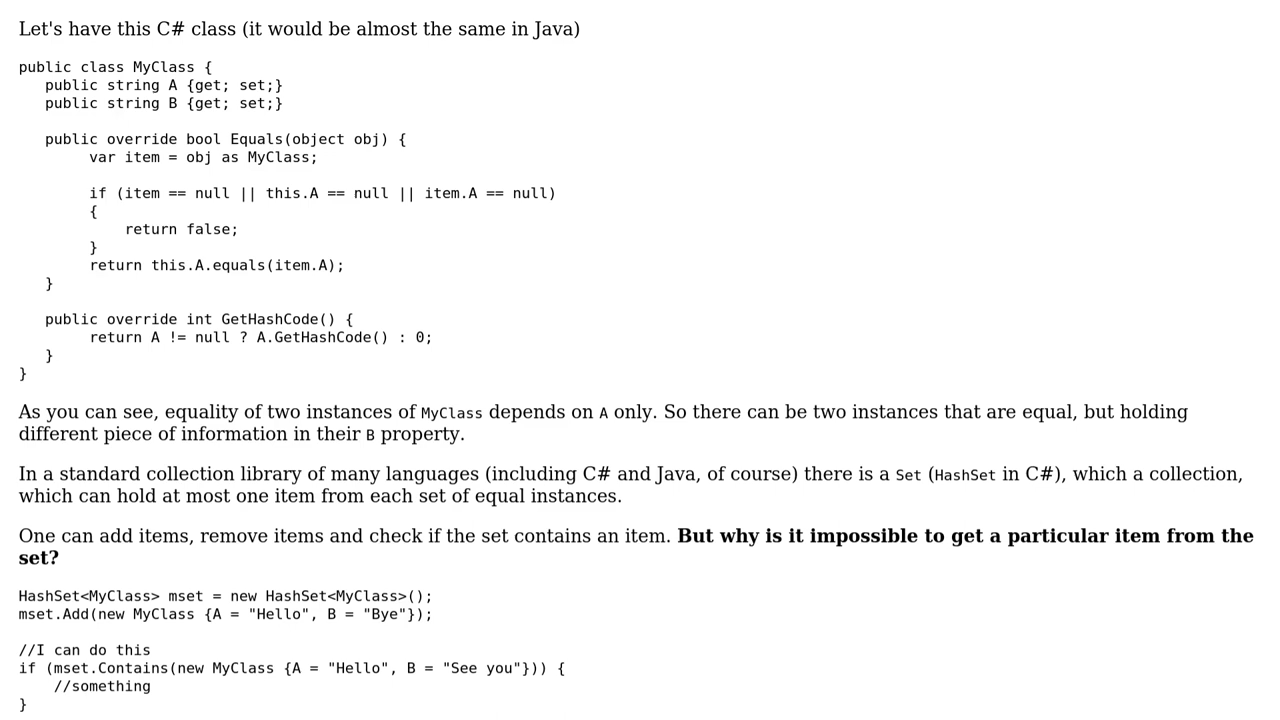 Let's have this C# class (it would be almost the same in Java)
public class MyClass {
   public string A {get; set;}
   public string B {get; set;}

   public override bool Equals(object obj) {
        var item = obj as MyClass;

        if (item == null || this.A == null || item.A == null)
        {
            return false;
        }
        return this.A.equals(item.A);
   }

   public override int GetHashCode() {
        return A != null ? A.GetHashCode() : 0;
   }
}
As you can see, equality of two instances of MyClass depends on A only. So there can be two instances that are equal, but holding
different piece of information in their B property.
In a standard collection library of many languages (including C# and Java, of course) there is a Set (HashSet in C#), which a collection,
which can hold at most one item from each set of equal instances.
One can add items, remove items and check if the set contains an item. But why is it impossible to get a particular item from the
set?
HashSet<MyClass> mset = new HashSet<MyClass>();
mset.Add(new MyClass {A = "Hello", B = "Bye"});

//I can do this
if (mset.Contains(new MyClass {A = "Hello", B = "See you"})) {
    //something
}